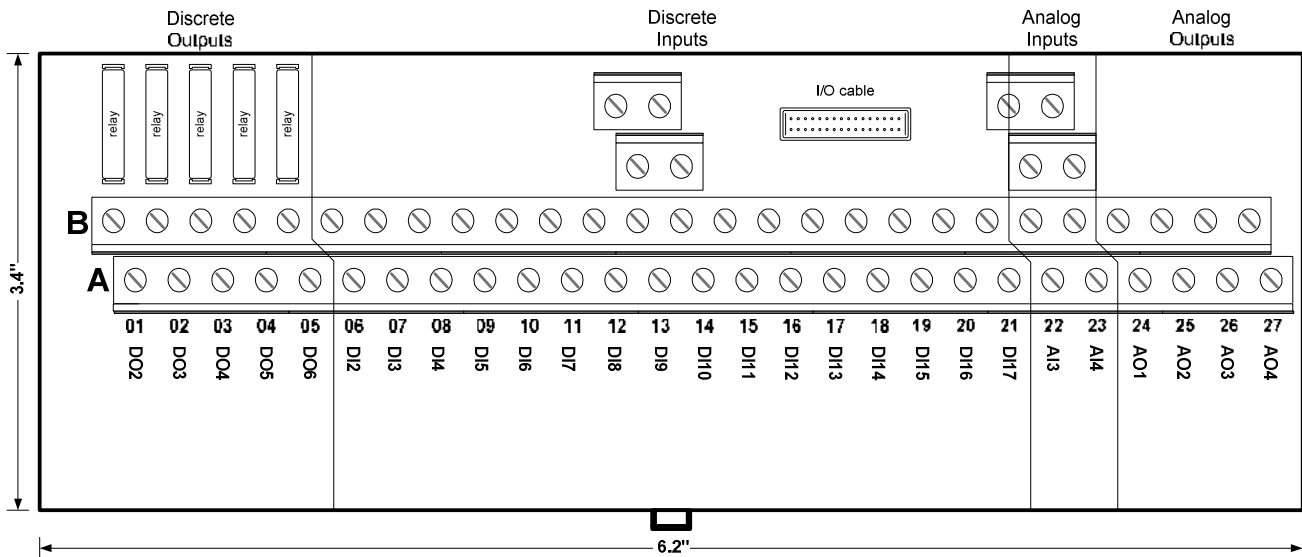 Discrete
Outputs
Discrete
Inputs
Analog
Inputs
Analog
Outputs
relay
relay
relay
relay
relay
I/O cable
B
A
3.4"
01 02 03 04 05 06 07 08 09 10 11 12 13 14 15 16 17 18 19 20 21 22 23 24 25 26 27
DO2 DO3 DO4 DO5 DO6 DI2 DI3 DI4 DI5 DI6 DI7 DI8 DI9 DI10 DI11 DI12 DI13 DI14 DI15 DI16 DI17 AI3 AI4 AO1 AO2 AO3 AO4
6.2"